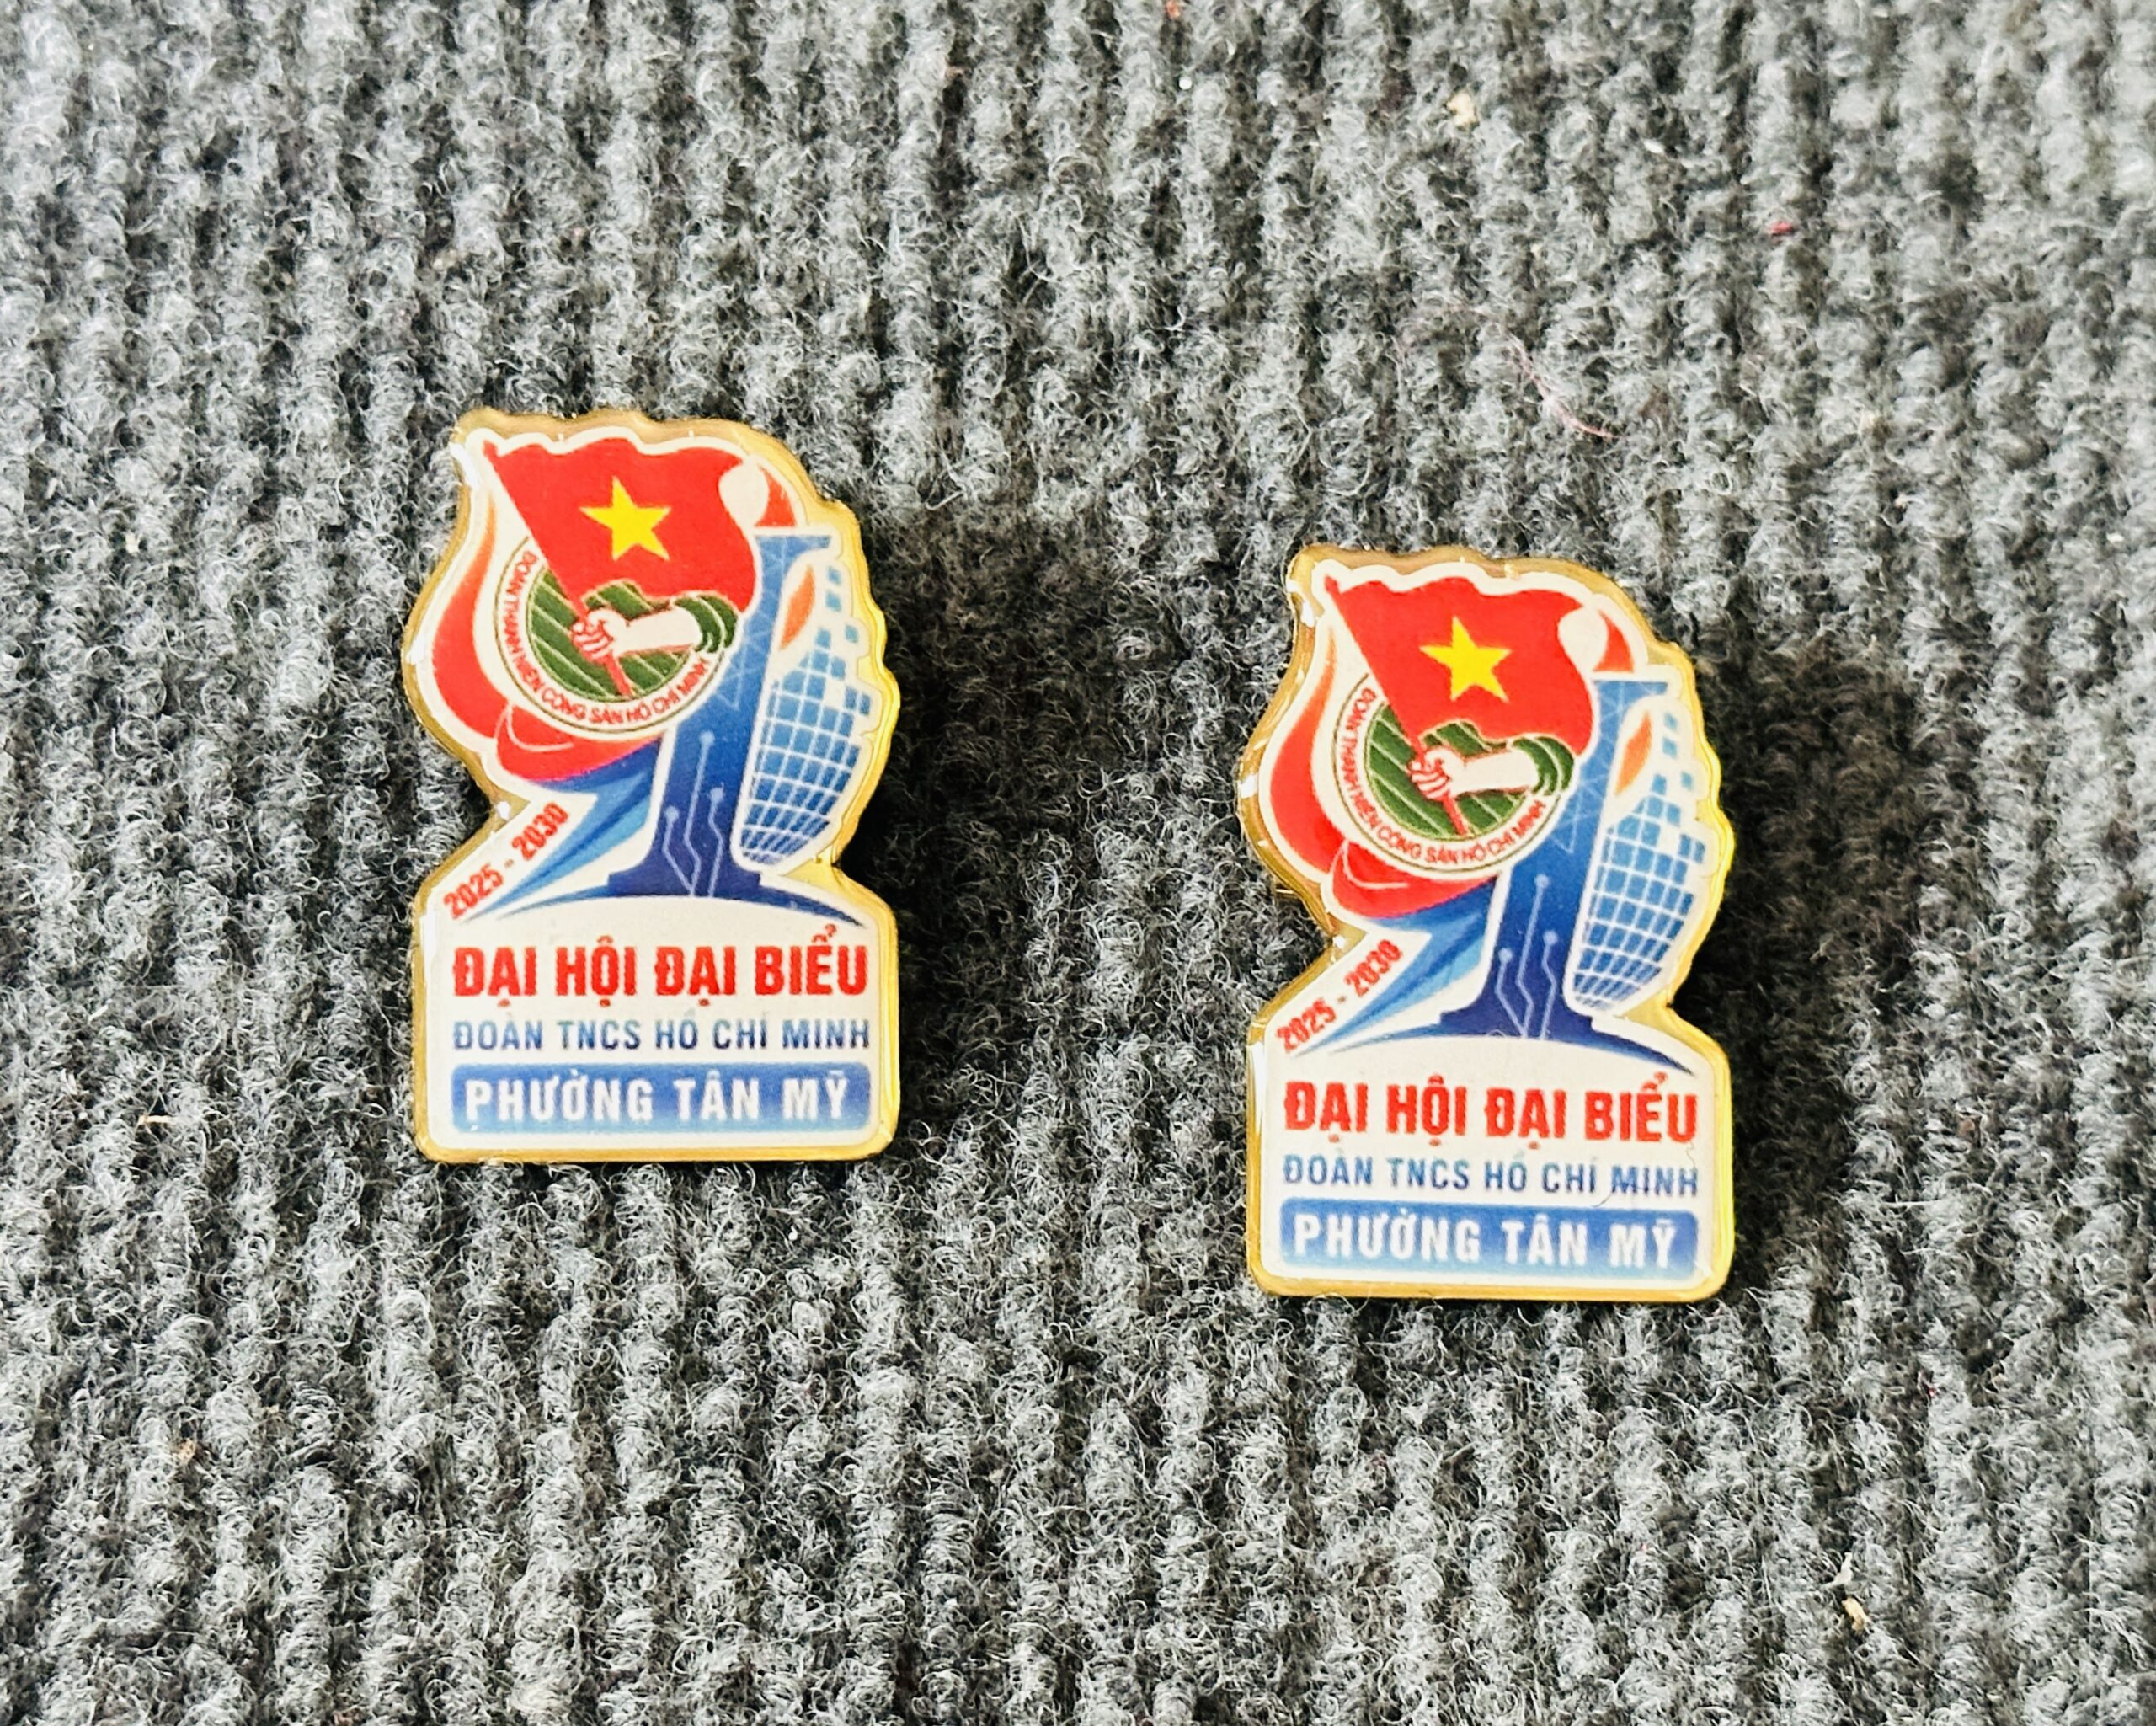 ĐOÀN THANH NIÊN CỘNG SẢN HỒ CHÍ MINH
2025 - 2030
ĐẠI HỘI ĐẠI BIỂU
ĐOÀN TNCS HỒ CHÍ MINH
PHƯỜNG TÂN MỸ
ĐOÀN THANH NIÊN CỘNG SẢN HỒ CHÍ MINH
2025 - 2030
ĐẠI HỘI ĐẠI BIỂU
ĐOÀN TNCS HỒ CHÍ MINH
PHƯỜNG TÂN MỸ